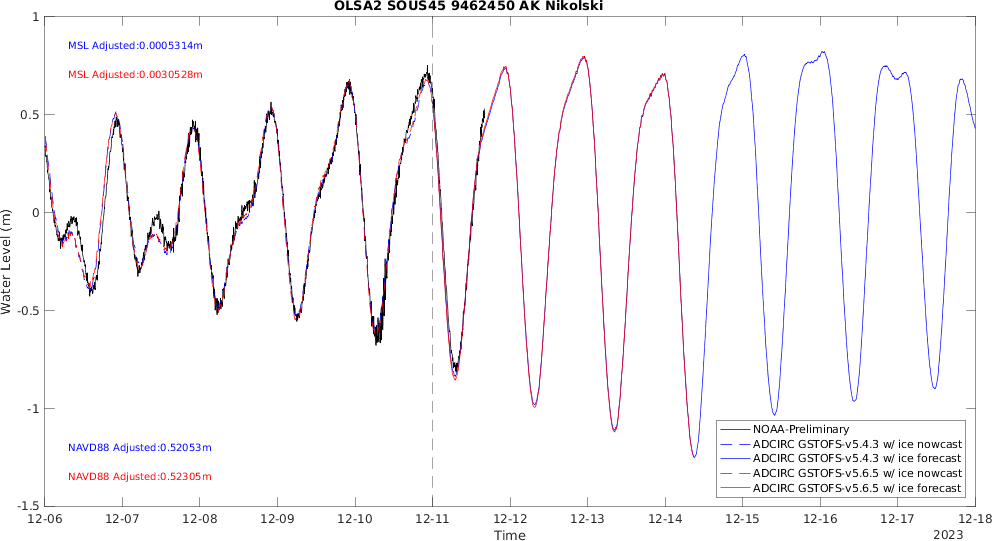 OLSA2 SOUS45 9462450 AK Nikolski
MSL Adjusted:0.0005314m
MSL Adjusted:0.0030528m
NAVD88 Adjusted:0.52053m
NAVD88 Adjusted:0.52305m
Water Level (m)
1
0.5
0
-0.5
-1
-1.5
NOAA-Preliminary
ADCIRC GSTOFS-v5.4.3 w/ ice nowcast
ADCIRC GSTOFS-v5.4.3 w/ ice forecast
ADCIRC GSTOFS-v5.6.5 w/ ice nowcast
ADCIRC GSTOFS-v5.6.5 w/ ice forecast
12-06 12-07 12-08 12-09 12-10 12-11 12-12 12-13 12-14 12-15 12-16 12-17 12-18
Time
2023